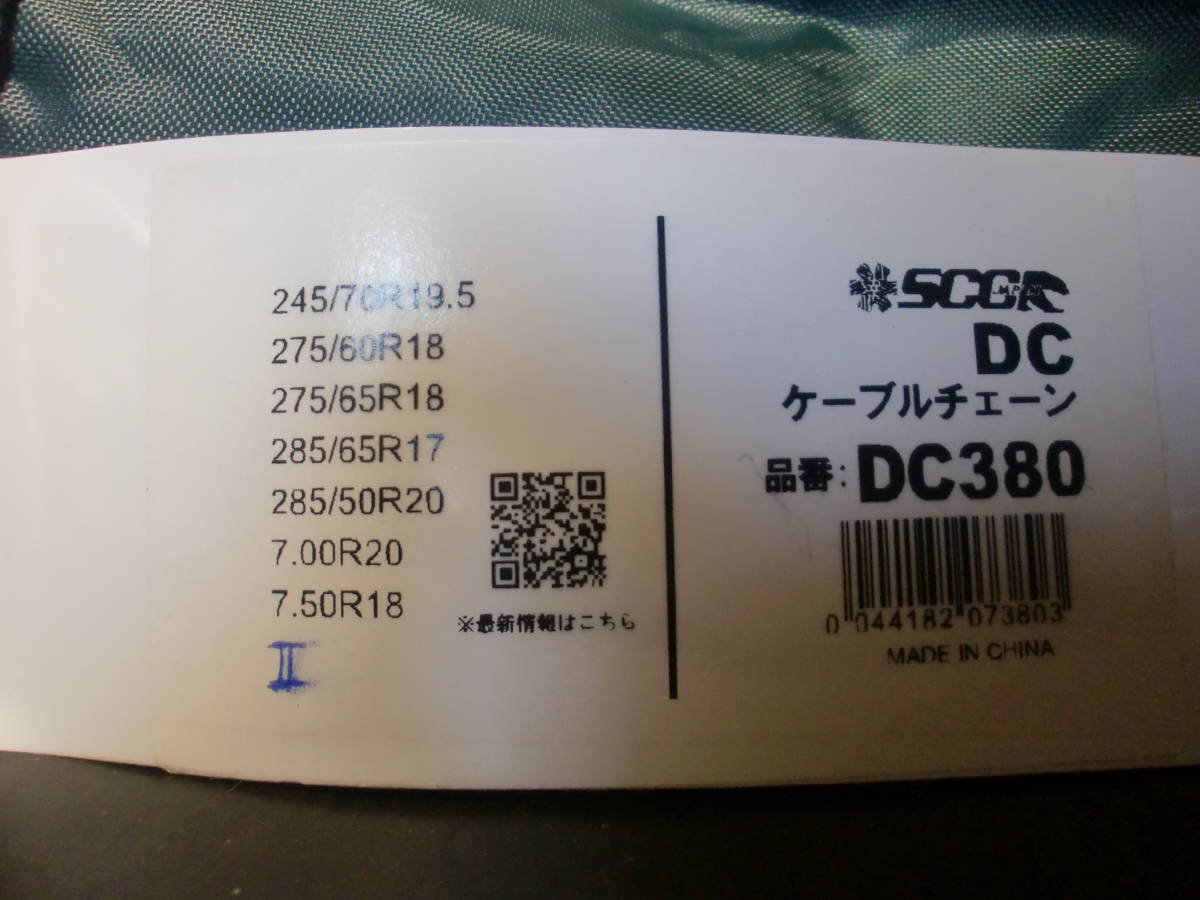 245/70R19.5
275/60R18
275/65R18
285/65R17
285/50R20
7.00R20
7.50R18
II
※最新情報はこちら
SCC JAPAN
DC
ケーブルチェーン
品番: DC380
0 044182 073803
MADE IN CHINA